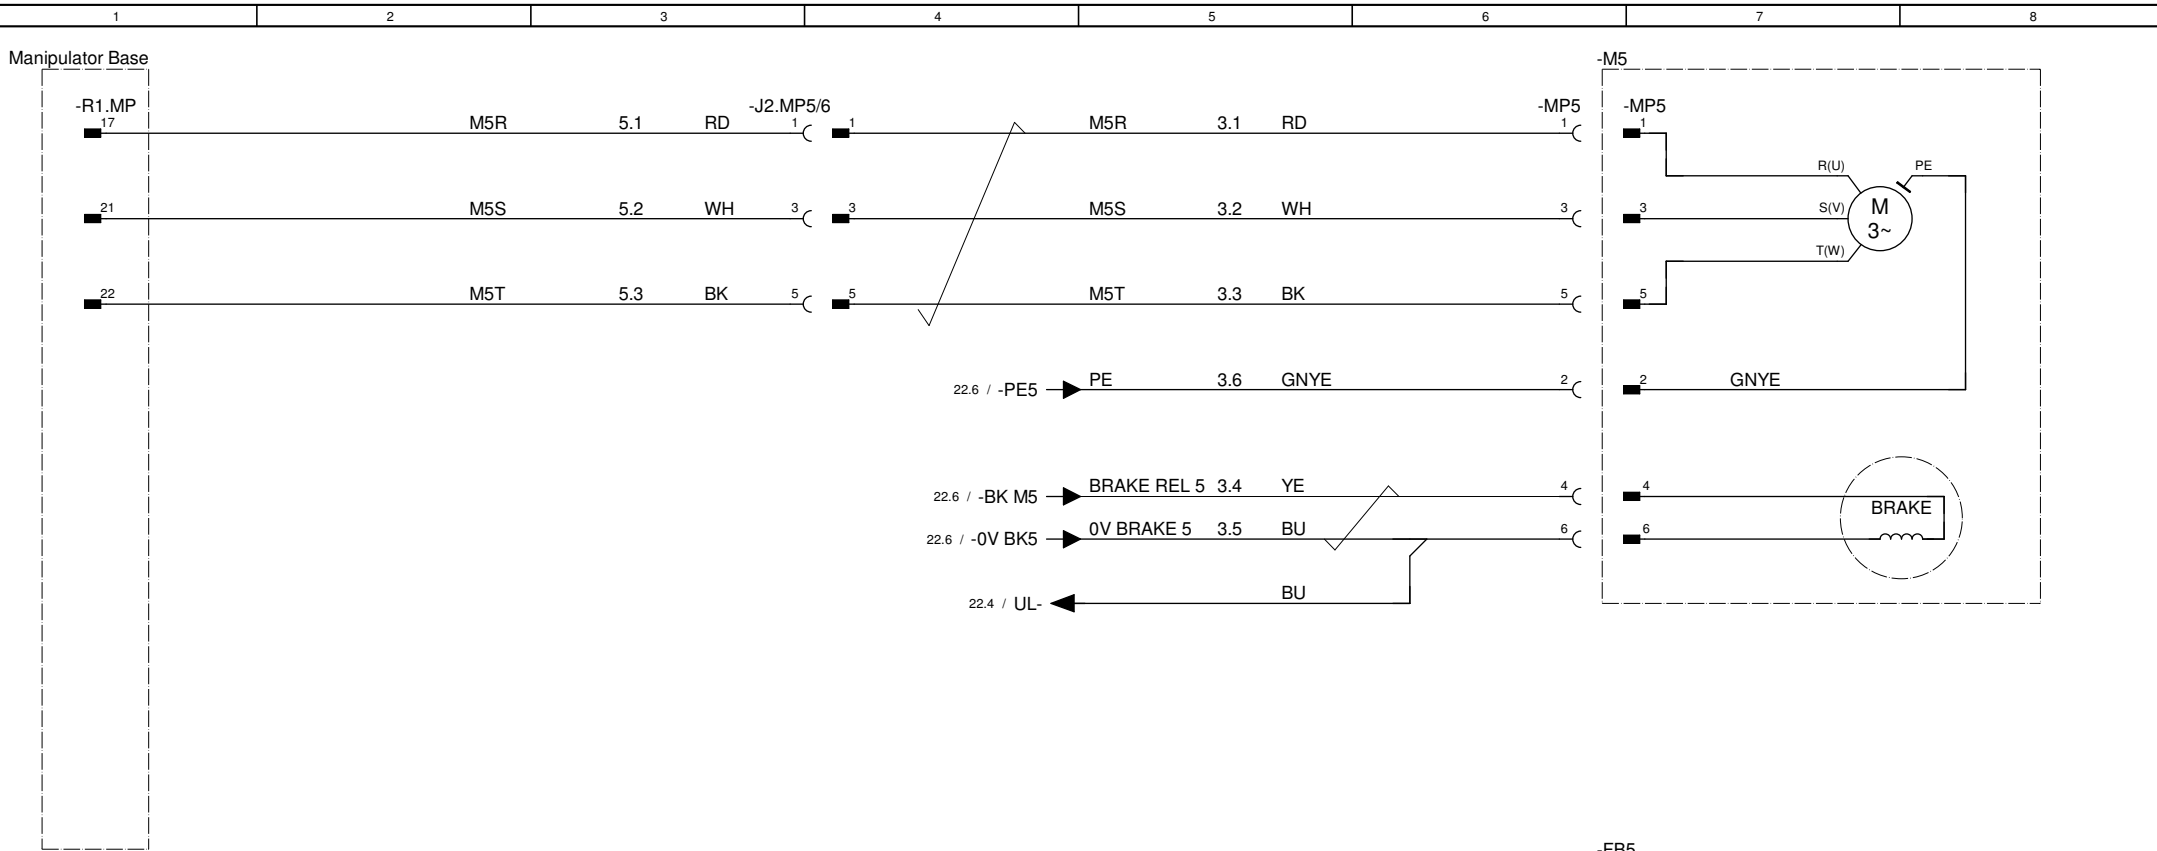 1 2 3 4 5 6 7 8
Manipulator Base -M5
-R1.MP -J2.MP5/6 -MP5 -MP5
17 M5R 5.1 RD 1 1 M5R 3.1 RD 1 1
R(U) PE
21 M5S 5.2 WH 3 3 M5S 3.2 WH 3 3 S(V) M
3~
T(W)
22 M5T 5.3 BK 5 5 M5T 3.3 BK 5 5
22.6 / -PE5 PE 3.6 GNYE 2 2 GNYE
22.6 / -BK M5 BRAKE REL 5 3.4 YE 4 4
BRAKE
22.6 / -0V BK5 0V BRAKE 5 3.5 BU 6 6
22.4 / UL- BU
-FB5